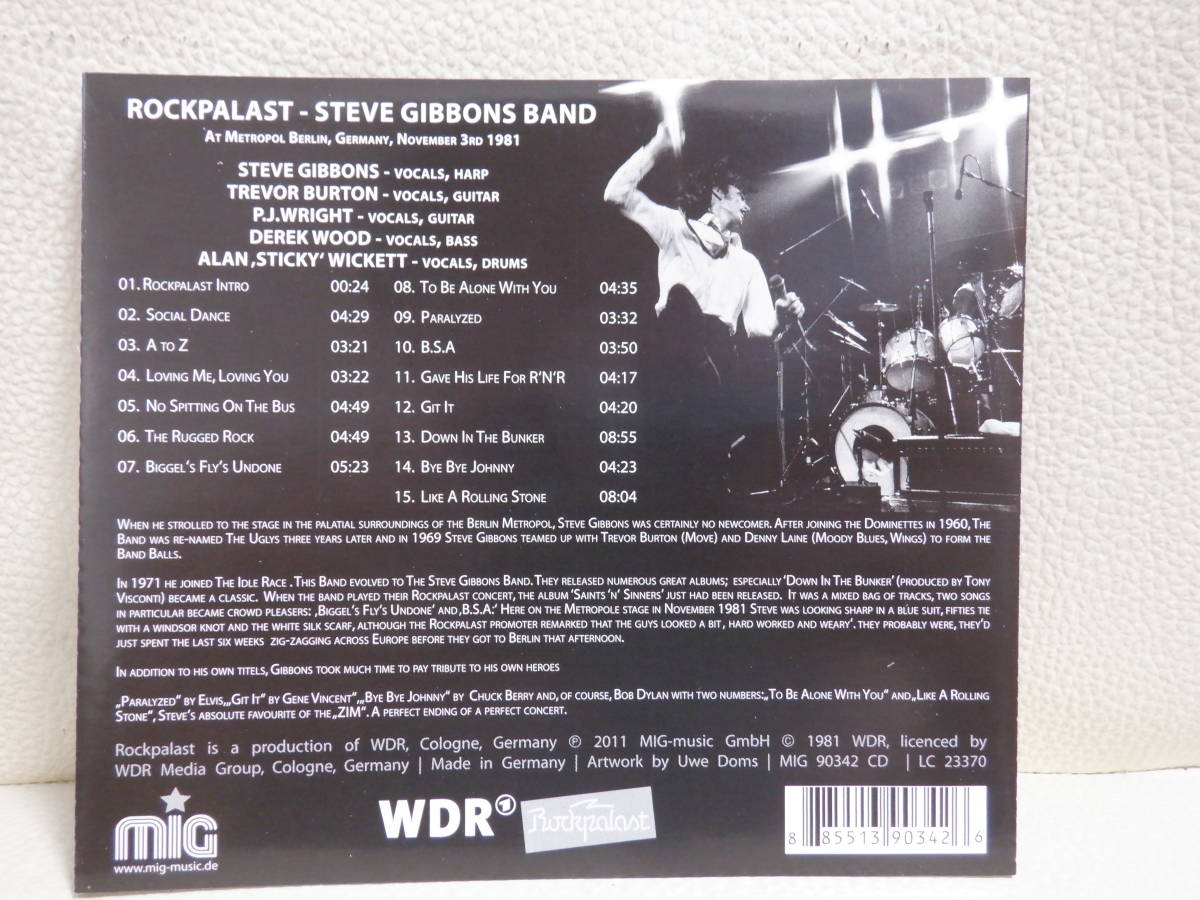 ROCKPALAST - STEVE GIBBONS BAND
AT METROPOL BERLIN, GERMANY, NOVEMBER 3RD 1981
STEVE GIBBONS - VOCALS, HARP
TREVOR BURTON - VOCALS, GUITAR
P.J.WRIGHT - VOCALS, GUITAR
DEREK WOOD - VOCALS, BASS
ALAN ‚STICKY‘ WICKETT - VOCALS, DRUMS
01. ROCKPALAST INTRO 00:24
02. SOCIAL DANCE 04:29
03. A TO Z 03:21
04. LOVING ME, LOVING YOU 03:22
05. NO SPITTING ON THE BUS 04:49
06. THE RUGGED ROCK 04:49
07. BIGGEL'S FLY'S UNDONE 05:23
08. TO BE ALONE WITH YOU 04:35
09. PARALYZED 03:32
10. B.S.A 03:50
11. GAVE HIS LIFE FOR R'N'R 04:17
12. GIT IT 04:20
13. DOWN IN THE BUNKER 08:55
14. BYE BYE JOHNNY 04:23
15. LIKE A ROLLING STONE 08:04
WHEN HE STROLLED TO THE STAGE IN THE PALATIAL SURROUNDINGS OF THE BERLIN METROPOL, STEVE GIBBONS WAS CERTAINLY NO NEWCOMER. AFTER JOINING THE DOMINETTES IN 1960, THE
BAND WAS RE-NAMED THE UGLYS THREE YEARS LATER AND IN 1969 STEVE GIBBONS TEAMED UP WITH TREVOR BURTON (MOVE) AND DENNY LAINE (MOODY BLUES, WINGS) TO FORM THE
BAND BALLS.
IN 1971 HE JOINED THE IDLE RACE . THIS BAND EVOLVED TO THE STEVE GIBBONS BAND. THEY RELEASED NUMEROUS GREAT ALBUMS; ESPECIALLY 'DOWN IN THE BUNKER' (PRODUCED BY TONY
VISCONTI) BECAME A CLASSIC. WHEN THE BAND PLAYED THEIR ROCKPALAST CONCERT, THE ALBUM 'SAINTS 'N' SINNERS' JUST HAD BEEN RELEASED. IT WAS A MIXED BAG OF TRACKS, TWO SONGS
IN PARTICULAR BECAME CROWD PLEASERS: ‚BIGGEL'S FLY'S UNDONE' AND ‚B.S.A:' HERE ON THE METROPOLE STAGE IN NOVEMBER 1981 STEVE WAS LOOKING SHARP IN A BLUE SUIT, FIFTIES TIE
WITH A WINDSOR KNOT AND THE WHITE SILK SCARF, ALTHOUGH THE ROCKPALAST PROMOTER REMARKED THAT THE GUYS LOOKED A BIT , HARD WORKED AND WEARY'. THEY PROBABLY WERE, THEY'D
JUST SPENT THE LAST SIX WEEKS ZIG-ZAGGING ACROSS EUROPE BEFORE THEY GOT TO BERLIN THAT AFTERNOON.
IN ADDITION TO HIS OWN TITELS, GIBBONS TOOK MUCH TIME TO PAY TRIBUTE TO HIS OWN HEROES
„PARALYZED“ BY ELVIS,„GIT IT“ BY GENE VINCENT“,„BYE BYE JOHNNY“ BY CHUCK BERRY AND, OF COURSE, BOB DYLAN WITH TWO NUMBERS:„TO BE ALONE WITH YOU“ AND „LIKE A ROLLING
STONE“, STEVE'S ABSOLUTE FAVOURITE OF THE „ZIM“. A PERFECT ENDING OF A PERFECT CONCERT.
Rockpalast is a production of WDR, Cologne, Germany ℗ 2011 MIG-music GmbH © 1981 WDR, licenced by
WDR Media Group, Cologne, Germany | Made in Germany | Artwork by Uwe Doms | MIG 90342 CD | LC 23370
MIG
www.mig-music.de
WDR 1
Rockpalast
8 85513 90342 6